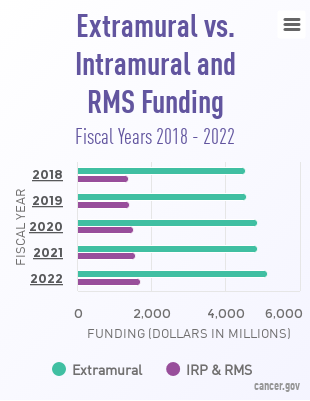 Extramural vs.
Intramural and
RMS Funding
Fiscal Years 2018 - 2022
FISCAL YEAR
2018
2019
2020
2021
2022
0 2,000 4,000 6,000
FUNDING (DOLLARS IN MILLIONS)
Extramural IRP & RMS
cancer.gov